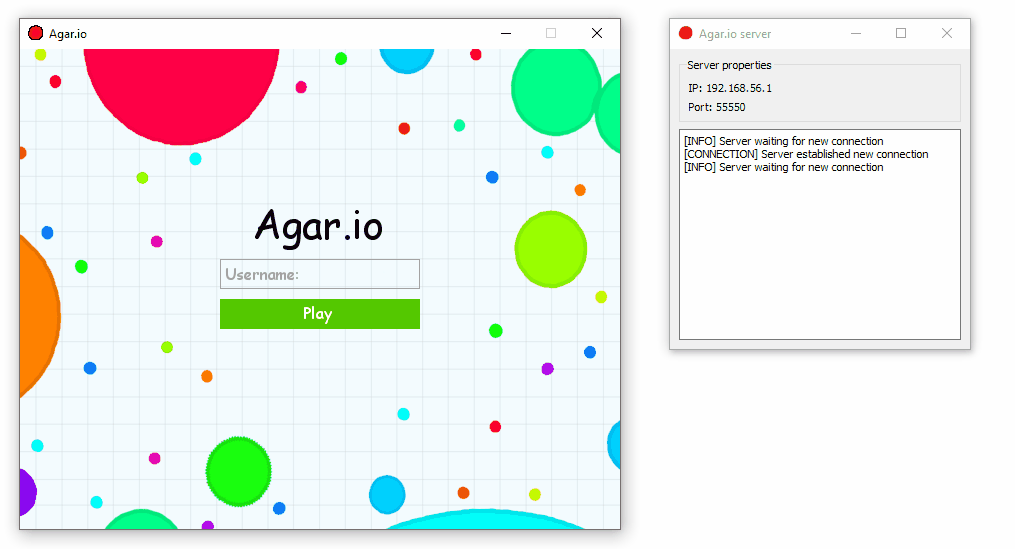 Agar.io
Agar.io
Username:
Play
Agar.io server
Server properties
IP: 192.168.56.1
Port: 55550
[INFO] Server waiting for new connection
[CONNECTION] Server established new connection
[INFO] Server waiting for new connection